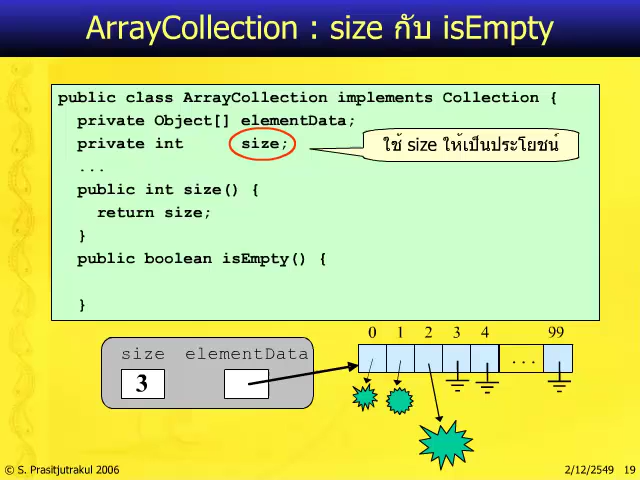 ArrayCollection : size กับ isEmpty
public class ArrayCollection implements Collection {
private Object[] elementData;
private int size;
ใช้ size ให้เป็นประโยชน์
...
public int size() {
return size;
}
public boolean isEmpty() {
}
0 1 2 3 4 99
size elementData
3
...
© S. Prasitjutrakul 2006
2/12/2549 19